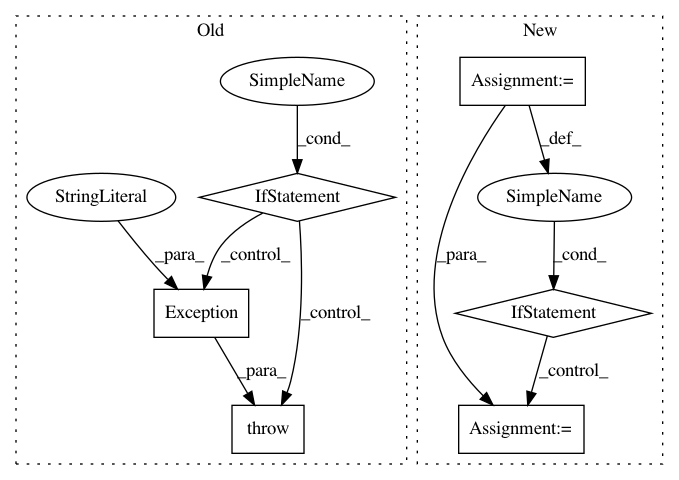 Old
New
SimpleName
Assignment:=
_cond_
_def_
StringLiteral
IfStatement
SimpleName
_para_
_control_
_para_
_cond_
Exception
_control_
IfStatement
_para_
_control_
throw
Assignment:=